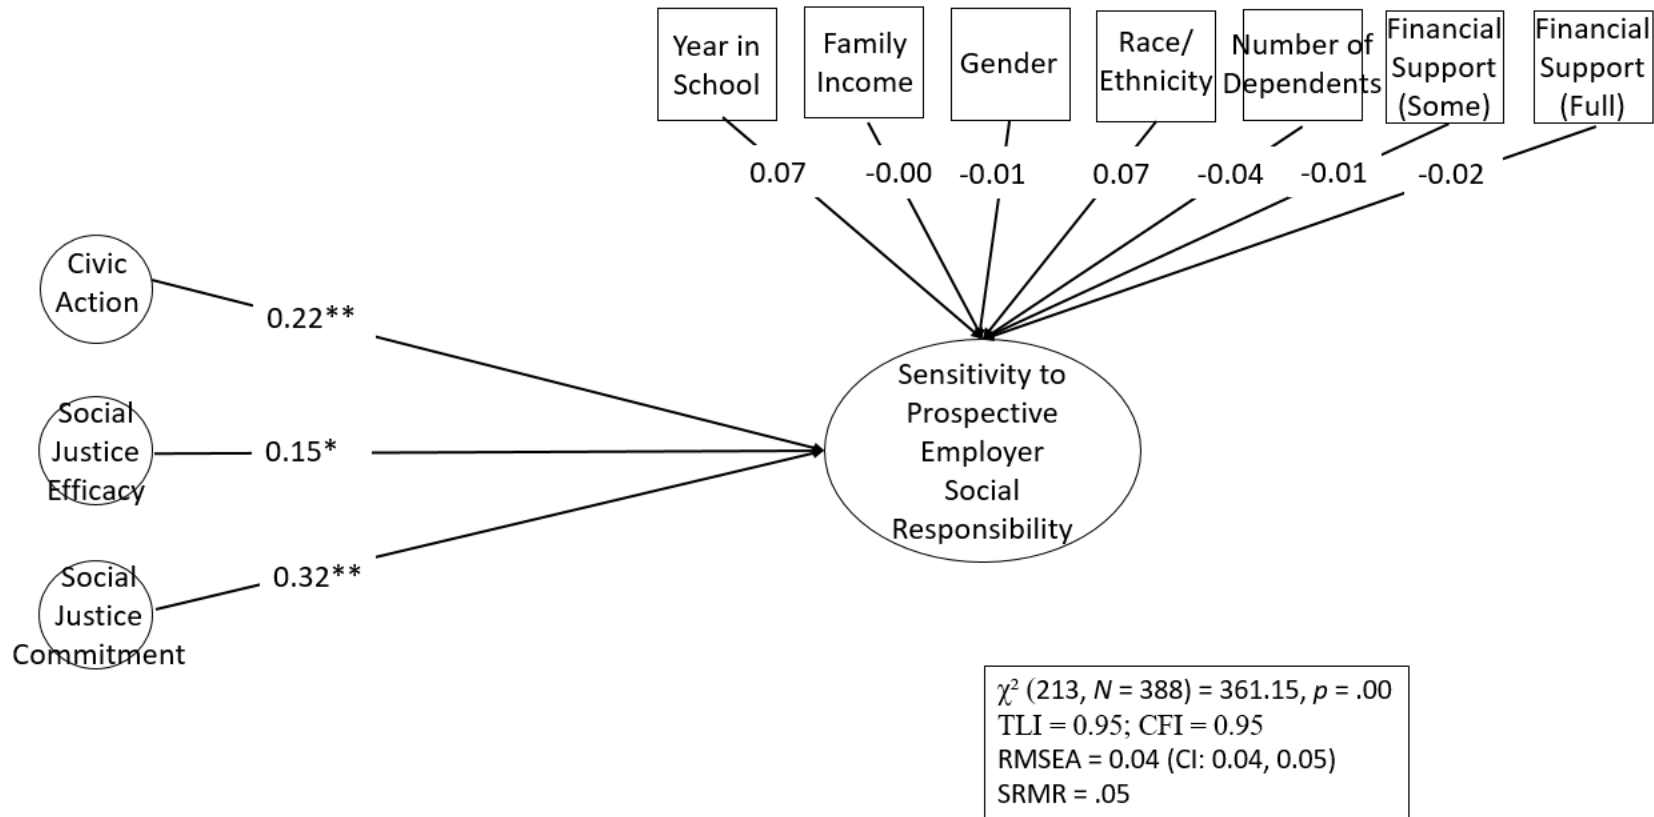 Year in
School
Family
Income
Gender
Race/
Ethnicity
Number of
Dependents
Financial
Support
(Some)
Financial
Support
(Full)
0.07
-0.00
-0.01
0.07
-0.04
-0.01
-0.02
Civic
Action
0.22**
Social
Justice
Efficacy
0.15*
Social
Justice
Commitment
0.32**
Sensitivity to
Prospective
Employer
Social
Responsibility
χ² (213, N = 388) = 361.15, p = .00
TLI = 0.95; CFI = 0.95
RMSEA = 0.04 (CI: 0.04, 0.05)
SRMR = .05